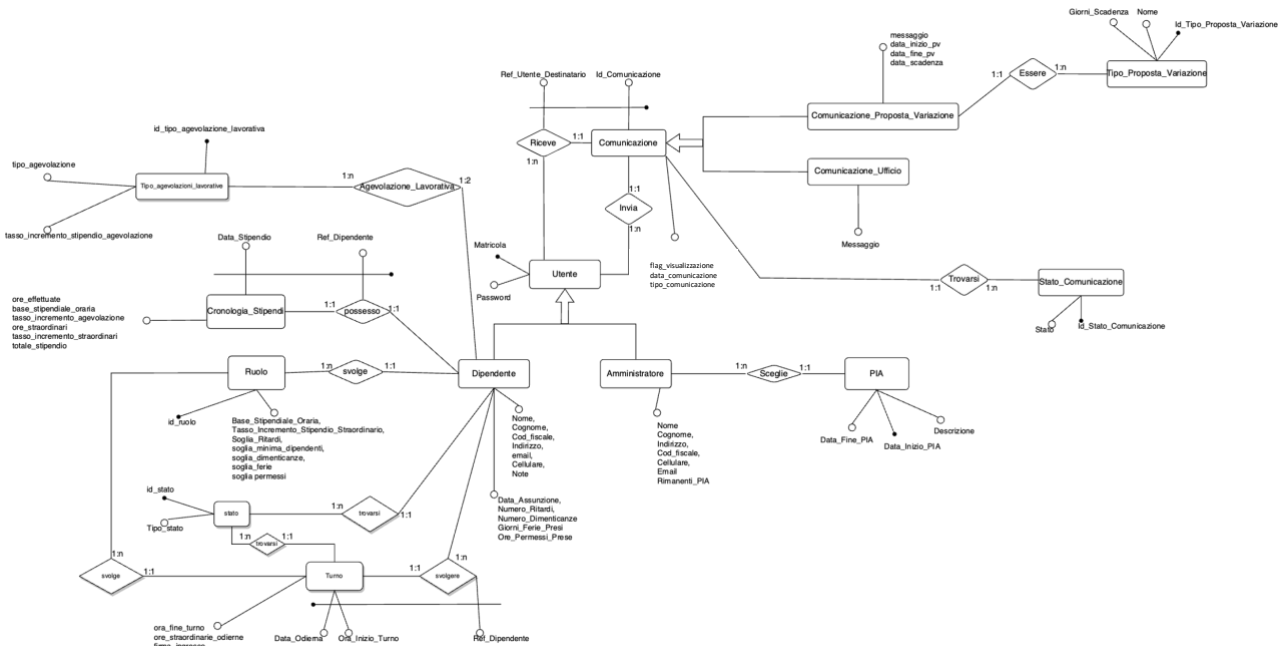 Giorni_Scadenza
Nome
Id_Tipo_Proposta_Variazione
messaggio
data_inizio_pv
data_fine_pv
data_scadenza
1:1
Essere
1:n
Tipo_Proposta_Variazione
Ref_Utente_Destinatario
Id_Comunicazione
Comunicazione_Proposta_Variazione
id_tipo_agevolazione_lavorativa
Riceve
1:1
Comunicazione
1:n
tipo_agevolazione
Tipo_agevolazioni_lavorative
1:n
Agevolazione_Lavorativa
1:2
Comunicazione_Ufficio
1:1
Invia
1:n
tasso_incremento_stipendio_agevolazione
Data_Stipendio
Ref_Dipendente
Matricola
Utente
Password
Messaggio
flag_visualizzazione
data_comunicazione
tipo_comunicazione
Trovarsi
1:1
1:n
Stato_Comunicazione
Stato
Id_Stato_Comunicazione
ore_effettuate
base_stipendiale_oraria
tasso_incremento_agevolazione
ore_straordinari
tasso_incremento_straordinari
totale_stipendio
Cronologia_Stipendi
1:1
possesso
1:1
Ruolo
1:n
svolge
1:1
Dipendente
Amministratore
1:n
Sceglie
1:1
PIA
id_ruolo
Base_Stipendiale_Oraria,
Tasso_Incremento_Stipendio_Straordinario,
Soglia_Ritardi,
soglia_minima_dipendenti,
soglia_dimenticanze,
soglia_ferie
soglia permessi
Nome,
Cognome,
Cod_fiscale,
Indirizzo,
email,
Cellulare,
Note
Nome
Cognome,
Indirizzo,
Cod_fiscale,
Cellulare,
Email
Rimanenti_PIA
Data_Fine_PIA
Data_Inizio_PIA
Descrizione
id_stato
Tipo_stato
stato
1:n
trovarsi
1:1
Data_Assunzione,
Numero_Ritardi,
Numero_Dimenticanze
Giorni_Ferie_Presi
Ore_Permessi_Prese
1:n
trovarsi
1:1
1:n
svolge
1:1
Turno
1:1
svolgere
1:n
ora_fine_turno
ore_straordinarie_odierne
Data_Odierna
Ora_Inizio_Turno
Ref_Dipendente